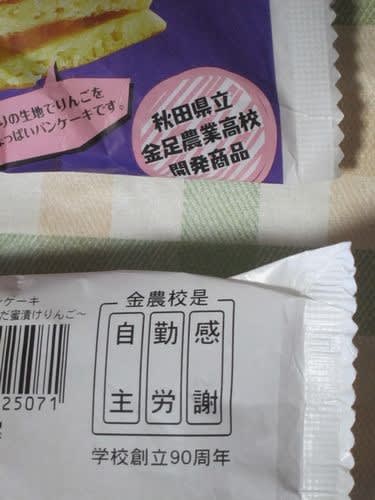 りの生地でりんごを
っぱいパンケーキです。
秋田県立
金足農業高校
開発商品
ンケーキ
だ蜜漬けりんご～
25071
金農校是
感謝
勤労
自主
学校創立90周年